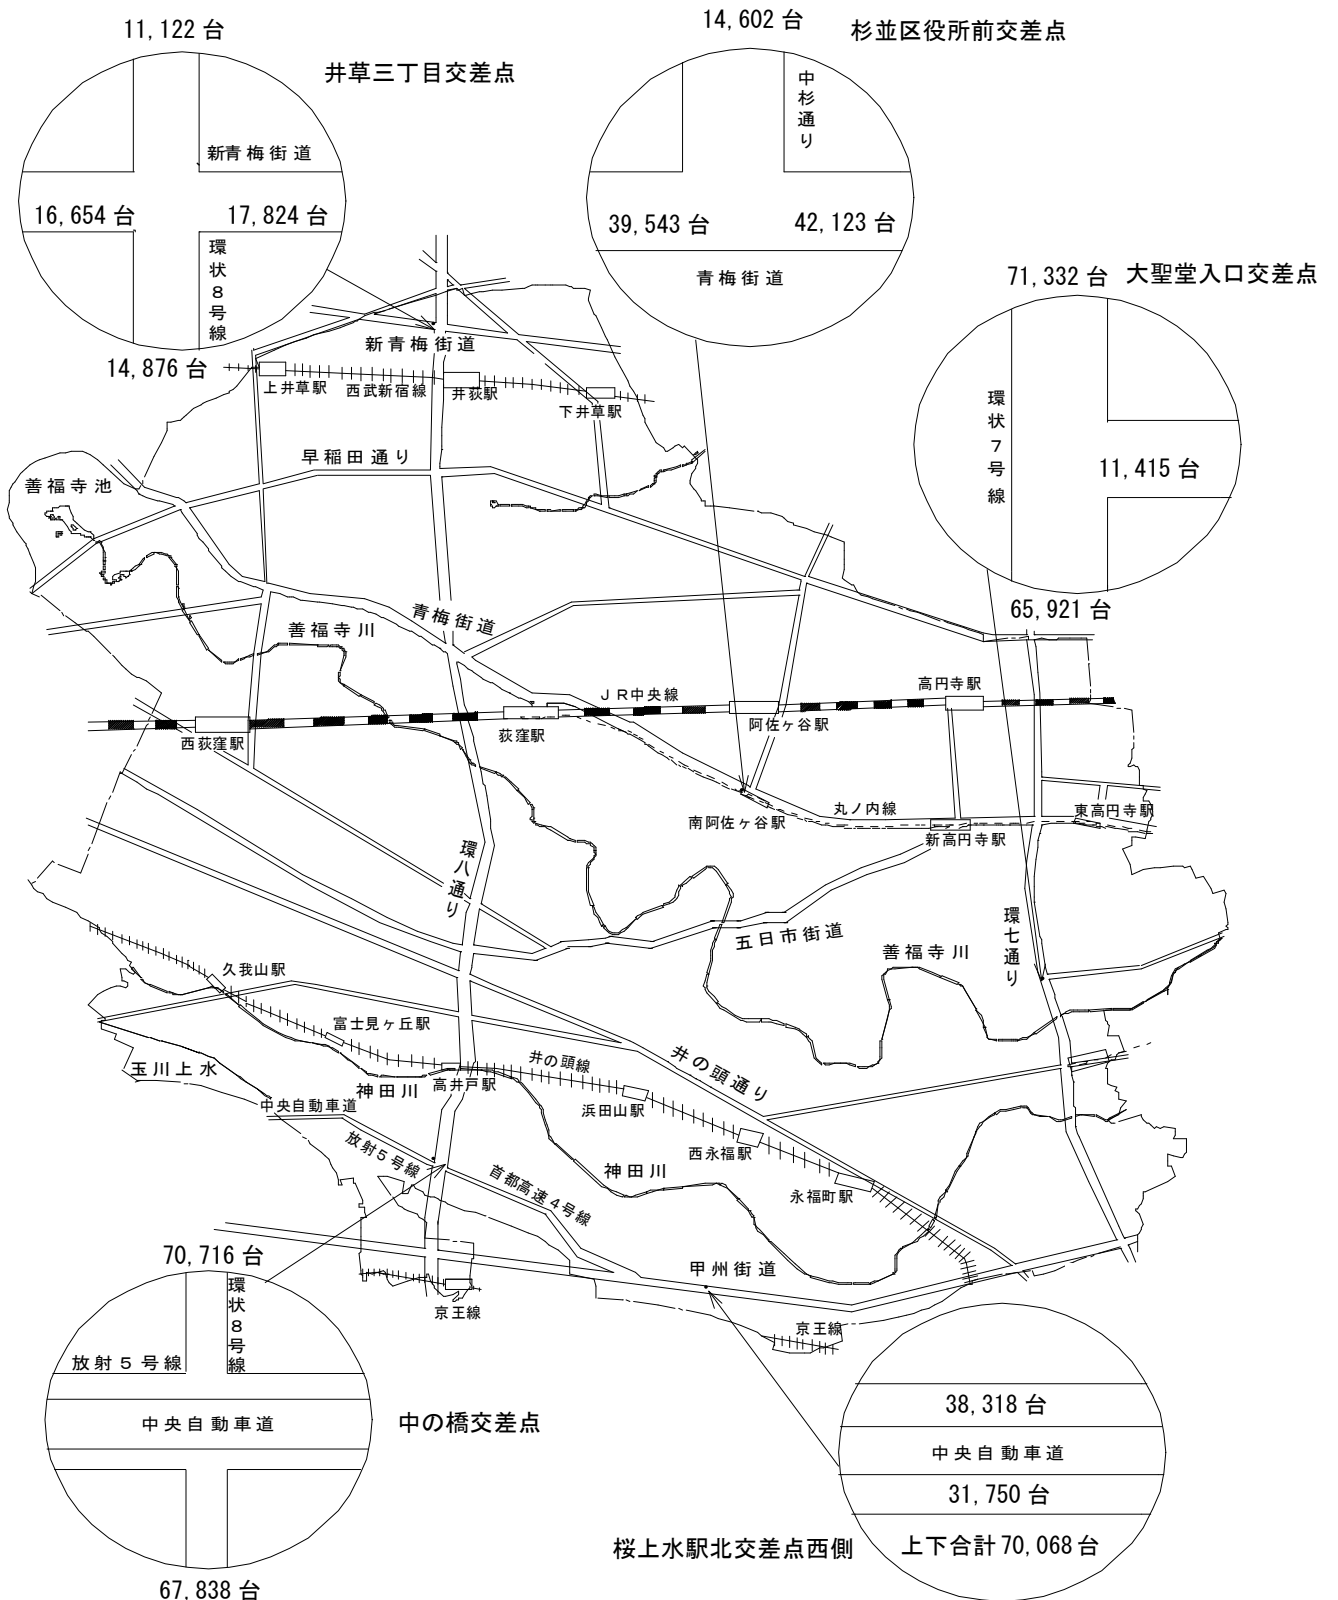 11,122 台
井草三丁目交差点
新青梅街道
16,654 台
17,824 台
環状8号線
14,876 台
14,602 台
杉並区役所前交差点
中杉通り
39,543 台
42,123 台
青梅街道
71,332 台
大聖堂入口交差点
環状7号線
11,415 台
65,921 台
新青梅街道
上井草駅
西武新宿線
井荻駅
下井草駅
早稲田通り
善福寺池
青梅街道
善福寺川
JR中央線
高円寺駅
西荻窪駅
荻窪駅
阿佐ヶ谷駅
南阿佐ヶ谷駅
丸ノ内線
新高円寺駅
東高円寺駅
環八通り
環七通り
五日市街道
善福寺川
久我山駅
富士見ヶ丘駅
玉川上水
神田川
高井戸駅
井の頭線
井の頭通り
浜田山駅
中央自動車道
放射5号線
首都高速4号線
西永福駅
神田川
永福町駅
甲州街道
京王線
京王線
70,716 台
環状8号線
放射5号線
中央自動車道
中の橋交差点
67,838 台
38,318 台
中央自動車道
31,750 台
上下合計 70,068 台
桜上水駅北交差点西側